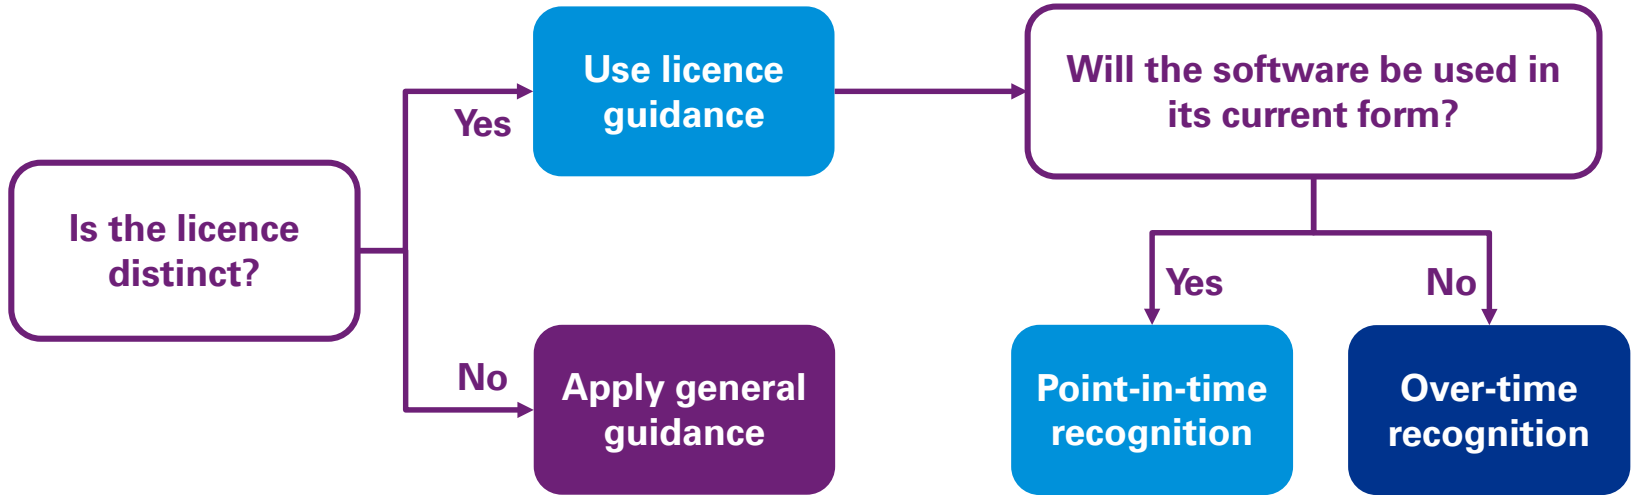 Is the licence
distinct?
Yes
Use licence
guidance
Will the software be used in
its current form?
No
Apply general
guidance
Yes
Point-in-time
recognition
No
Over-time
recognition